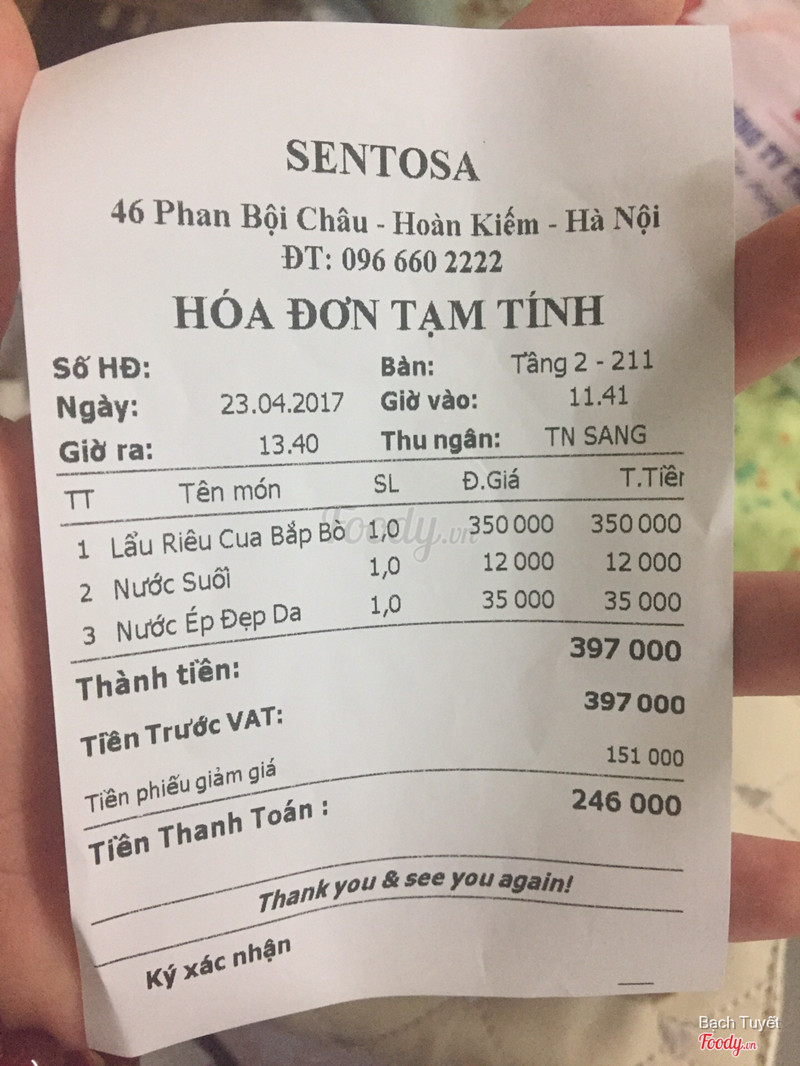 SENTOSA
46 Phan Bội Châu - Hoàn Kiếm - Hà Nội
ĐT: 096 660 2222
HÓA ĐƠN TẠM TÍNH
Số HĐ: Bàn: Tầng 2 - 211
Ngày: 23.04.2017 Giờ vào: 11.41
Giờ ra: 13.40 Thu ngân: TN SANG
TT Tên món SL Đ.Giá T.Tiền
1 Lẩu Riêu Cua Bắp Bò 1,0 350 000 350 000
2 Nước Suối 1,0 12 000 12 000
3 Nước Ép Đẹp Da 1,0 35 000 35 000
Thành tiền: 397 000
Tiền Trước VAT: 397 000
Tiền phiếu giảm giá 151 000
Tiền Thanh Toán : 246 000
Thank you & see you again!
Ký xác nhận
Foody.vn
Bạch Tuyết
Foody.vn